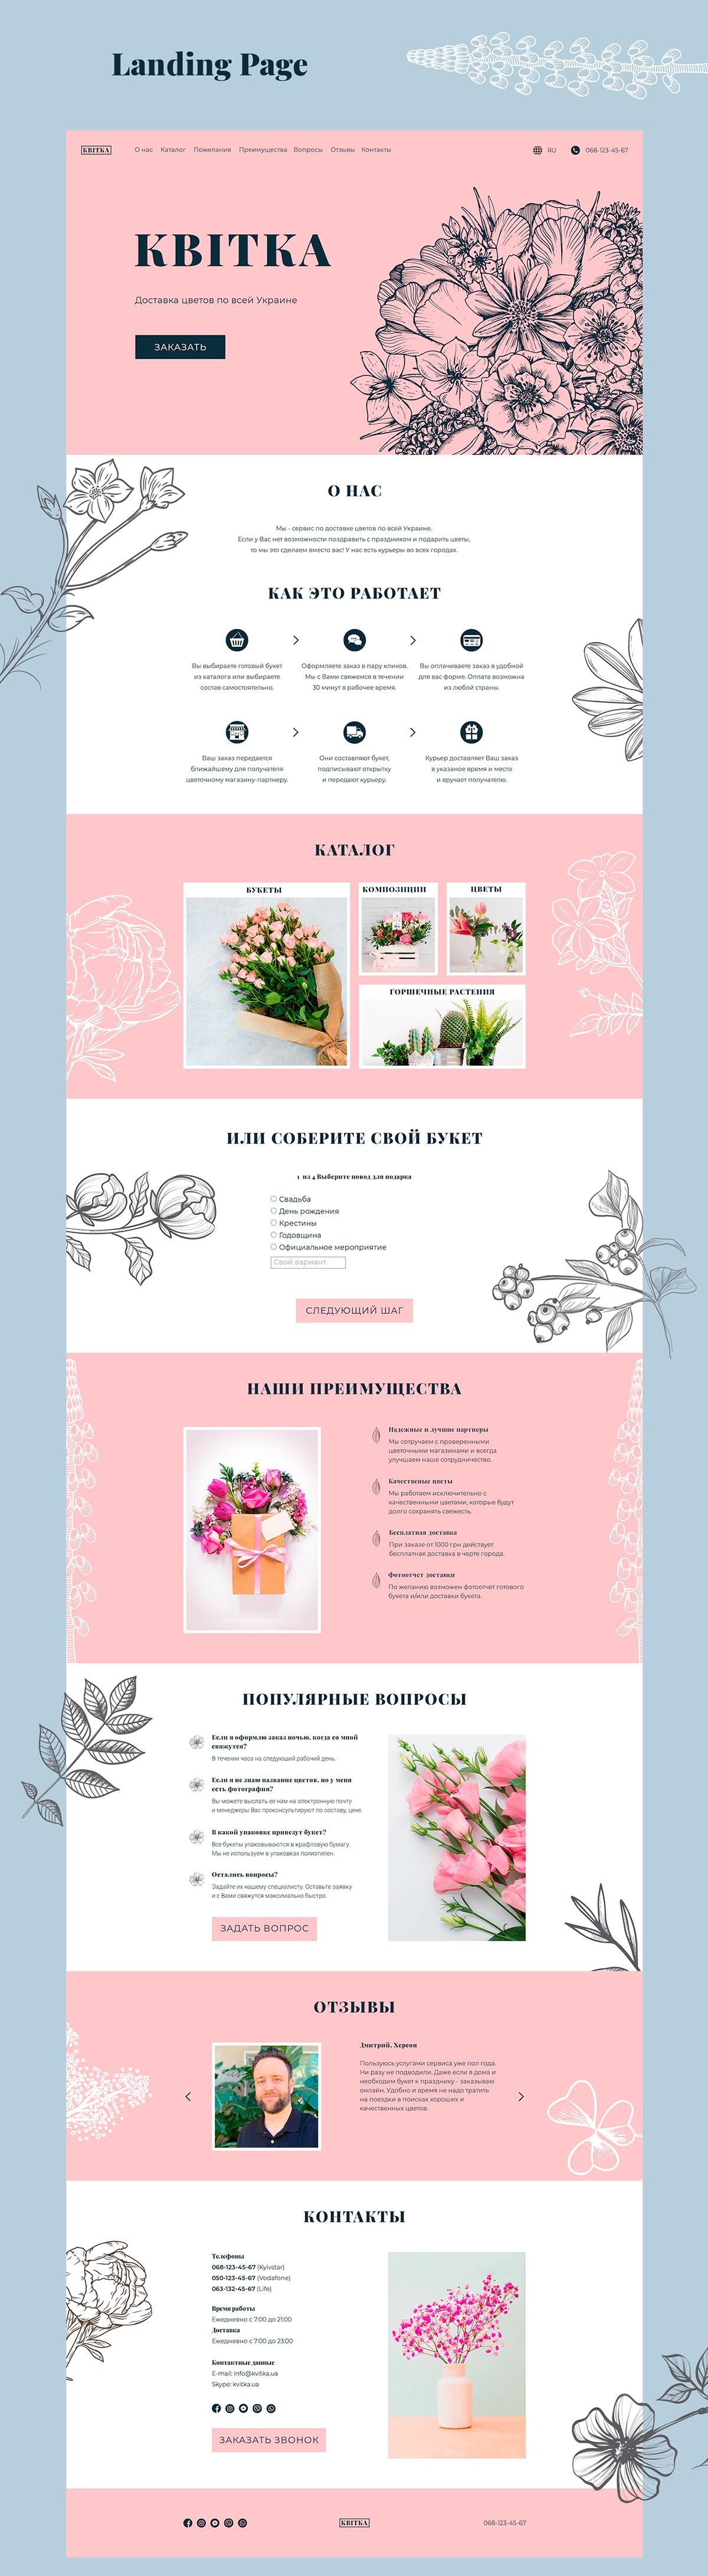 Landing Page
КВІТКА
О нас Каталог Пожелания Преимущества Вопросы Отзывы Контакты
RU 068-123-45-67
КВІТКА
Доставка цветов по всей Украине
ЗАКАЗАТЬ
О НАС
Мы - сервис по доставке цветов по всей Украине.
Если у Вас нет возможности поздравить с праздником и подарить цветы,
то мы это сделаем вместо вас! У нас есть курьеры во всех городах.
КАК ЭТО РАБОТАЕТ
Вы выбираете готовый букет
из каталога или выбираете
состав самостоятельно.
Оформляете заказ в пару кликов.
Мы с Вами свяжемся в течении
30 минут в рабочее время.
Вы оплачиваете заказ в удобной
для вас форме. Оплата возможна
из любой страны.
Ваш заказ передается
ближайшему для получателя
цветочному магазину-партнеру.
Они составляют букет,
подписывают открытку
и передают курьеру.
Курьер доставляет Ваш заказ
в указаное время и место
и вручает получателю.
КАТАЛОГ
БУКЕТЫ
КОМПОЗИЦИИ
ЦВЕТЫ
ГОРШЕЧНЫЕ РАСТЕНИЯ
ИЛИ СОБЕРИТЕ СВОЙ БУКЕТ
1 из 4 Выберите повод для подарка
Свадьба
День рождения
Крестины
Годовщина
Официальное мероприятие
Свой вариант
СЛЕДУЮЩИЙ ШАГ
НАШИ ПРЕИМУЩЕСТВА
Надежные и лучшие партнеры
Мы сотручаем с проверенными
цветочными магазинами и всегда
улучшаем наше сотрудничество.
Качественые цветы
Мы работаем исключительно с
качественными цветами, которые будут
долго сохранять свежесть.
Бесплатная доставка
При заказе от 1000 грн действует
бесплатная доставка в черте города.
Фотоотчет доставки
По желанию возможен фотоотчет готового
букета и/или доставки букета.
ПОПУЛЯРНЫЕ ВОПРОСЫ
Если я оформлю заказ ночью, когда со мной
свяжутся?
В течении часа на следующий рабочий день.
Если я не знаю название цветов, но у меня
есть фотография?
Вы можете выслать ее нам на электронную почту
и менеджеры Вас проконсультируют по составу, цене.
В какой упаковке привезут букет?
Все букеты упаковываются в крафтовую бумагу.
Мы не используем в упаковках полиэтилен.
Остались вопросы?
Задайте их нашему специалисту. Оставьте заявку
и с Вами свяжутся максимально быстро.
ЗАДАТЬ ВОПРОС
ОТЗЫВЫ
Дмитрий, Херсон
Пользуюсь услугами сервиса уже пол года.
Ни разу не подводили. Даже если я дома и
необходим букет к празднику - заказываю
онлайн. Удобно и время не надо тратить
на поездки в поисках хороших и
качественных цветов.
КОНТАКТЫ
Телефоны
068-123-45-67 (Kyivstar)
050-123-45-67 (Vodafone)
063-132-45-67 (Life)
Время работы
Ежедневно с 7:00 до 21:00
Доставка
Ежедневно с 7:00 до 23:00
Контактные данные
E-mail: info@kvitka.ua
Skype: kvitka.ua
ЗАКАЗАТЬ ЗВОНОК
КВІТКА
068-123-45-67